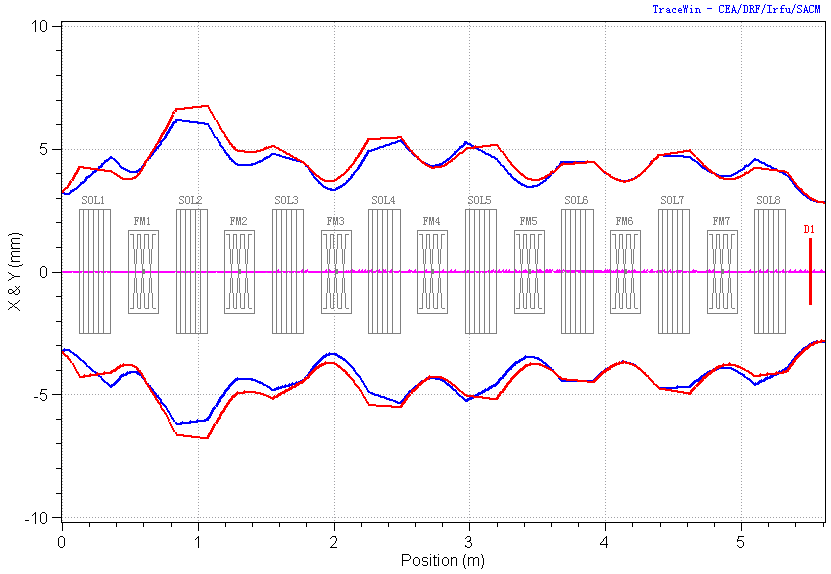 TraceWin - CEA/DRF/Irfu/SACM
10
5
0
-5
-10
X & Y (mm)
SOL1 SOL2 SOL3 SOL4 SOL5 SOL6 SOL7 SOL8
FM1 FM2 FM3 FM4 FM5 FM6 FM7 D1
0 1 2 3 4 5
Position (m)